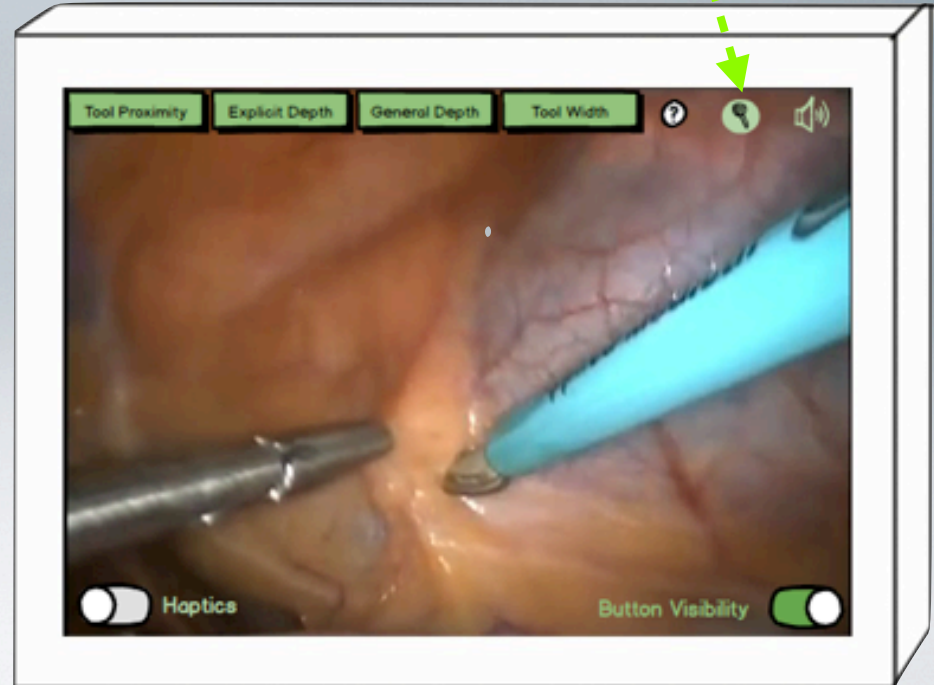 Tool Proximity
Explicit Depth
General Depth
Tool Width
?
Haptics
Button Visibility